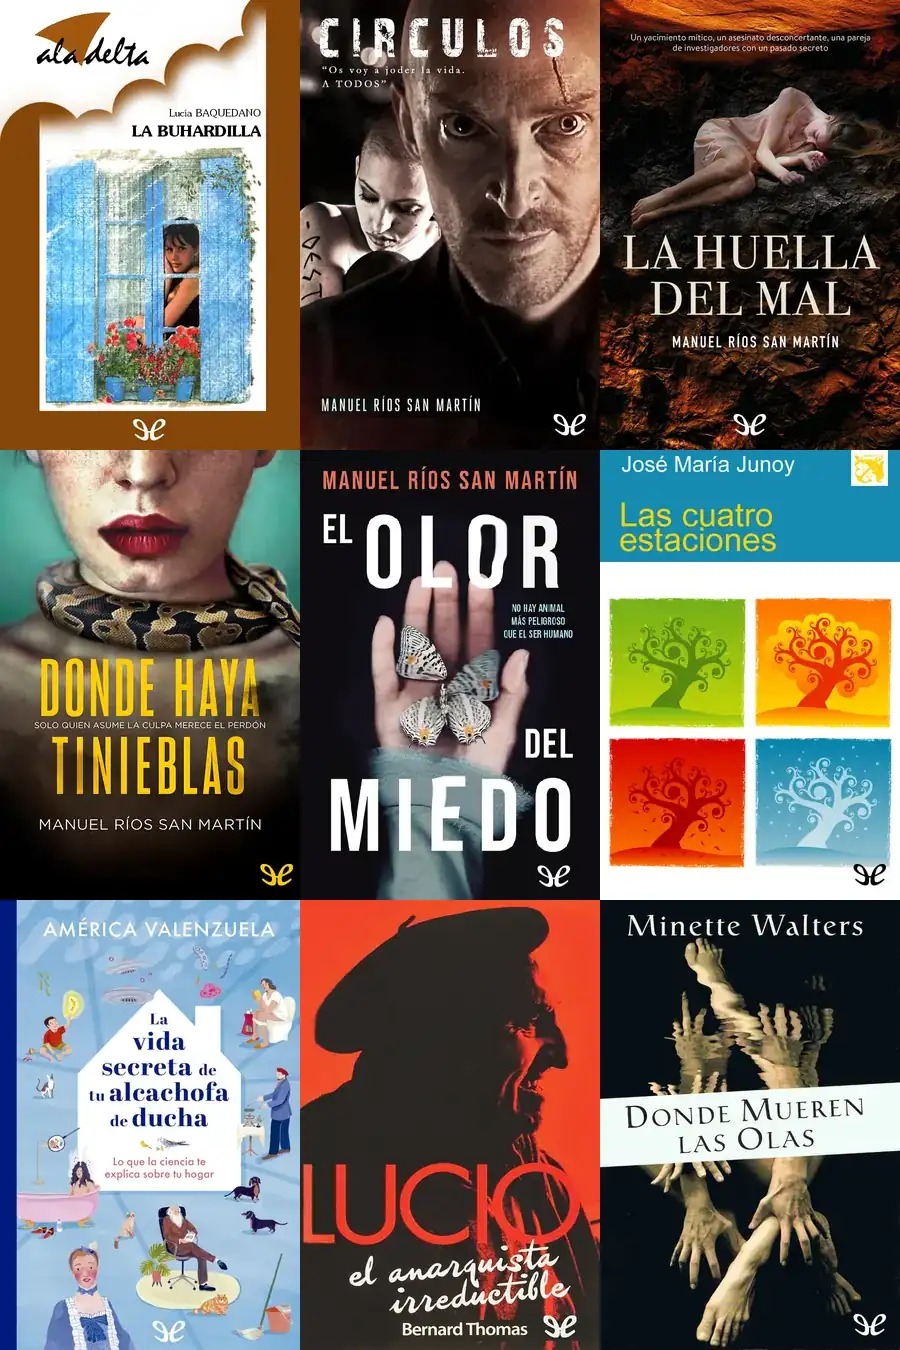 ala delta
Lucía BAQUEDANO
LA BUHARDILLA
CIRCULOS
“Os voy a joder la vida.
A TODOS”
-DEST
MANUEL RÍOS SAN MARTÍN
Un yacimiento mítico, un asesinato desconcertante, una pareja
de investigadores con un pasado secreto
LA HUELLA
DEL MAL
MANUEL RÍOS SAN MARTÍN
DONDE HAYA
SOLO QUIEN ASUME LA CULPA MERECE EL PERDÓN
TINIEBLAS
MANUEL RÍOS SAN MARTÍN
MANUEL RÍOS SAN MARTÍN
EL OLOR
NO HAY ANIMAL
MÁS PELIGROSO
QUE EL SER HUMANO
DEL
MIEDO
José María Junoy
Las cuatro
estaciones
AMÉRICA VALENZUELA
La
vida
secreta de
tu alcachofa
de ducha
Lo que la ciencia te
explica sobre tu hogar
LUCIO
el anarquista
irreductible
Bernard Thomas
Minette Walters
DONDE MUEREN
LAS OLAS